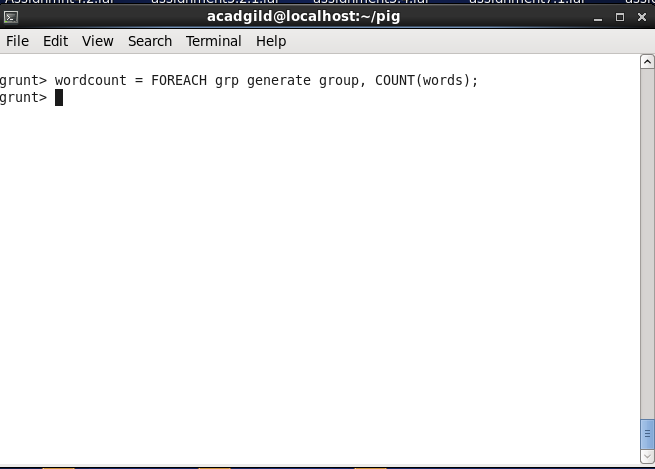 acadgild@localhost:~/pig
File Edit View Search Terminal Help
grunt> wordcount = FOREACH grp generate group, COUNT(words);
grunt>